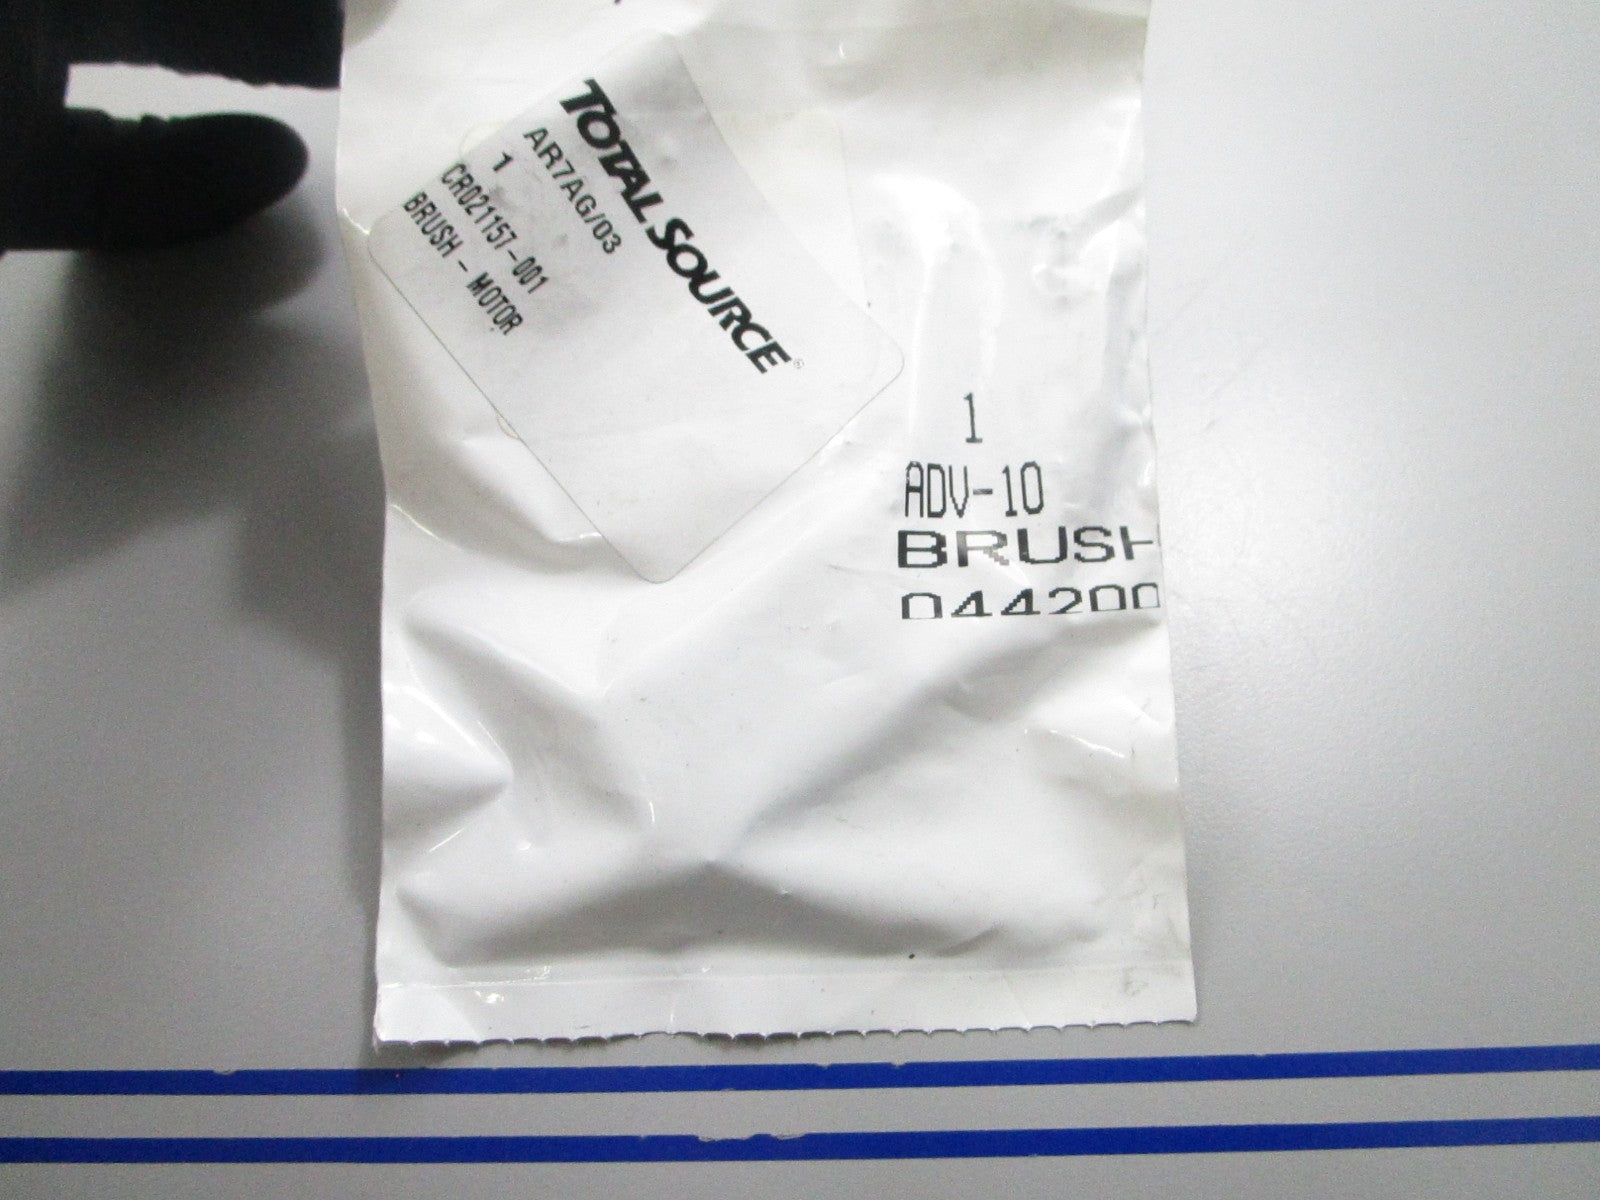 TOTAL SOURCE®
AR7AG/03
1
CR021157-001
BRUSH - MOTOR
1
ADV-10
BRUSH
044200